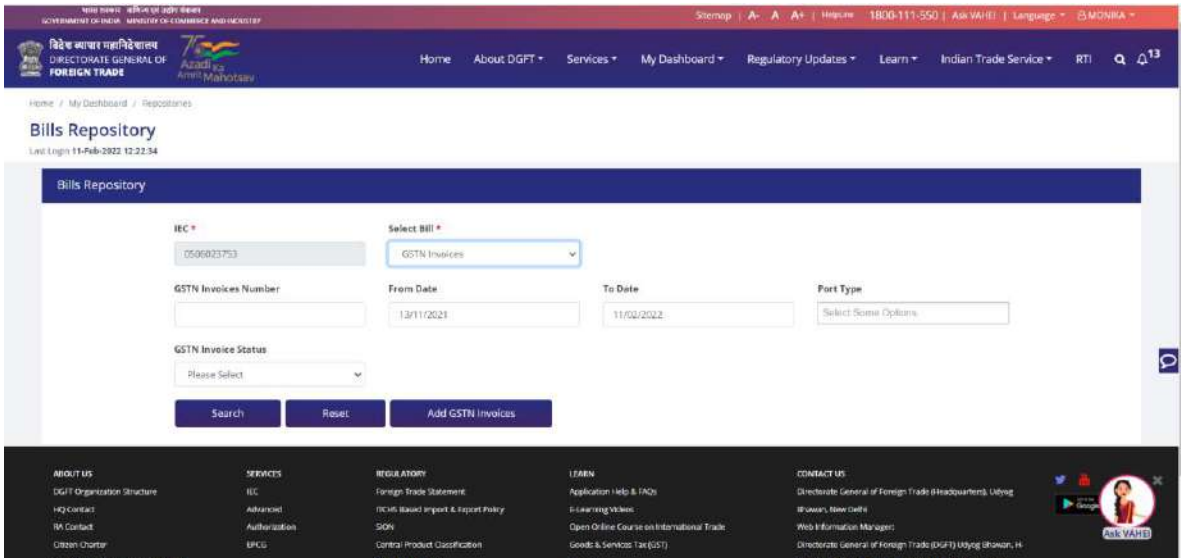 भारत सरकार वाणिज्य एवं उद्योग मंत्रालय
GOVERNMENT OF INDIA MINISTRY OF COMMERCE AND INDUSTRY
Sitemap | A- A A+ | HelpLine 1800-111-550 | Ask VAHEI | Language MONIKA
विदेश व्यापार महानिदेशालय
DIRECTORATE GENERAL OF
FOREIGN TRADE
75
Azadi Ka
Amrit Mahotsav
Home About DGFT Services My Dashboard Regulatory Updates Learn Indian Trade Service RTI 13
Home / My Dashboard / Repositories
Bills Repository
Last Login 11-Feb-2022 12:22:34
Bills Repository
IEC * Select Bill *
0506023753 GSTN Invoices
GSTN Invoices Number From Date To Date Port Type
13/11/2021 11/02/2022 Select Some Options
GSTN Invoice Status
Please Select
Search Reset Add GSTN Invoices
ABOUT US SERVICES REGULATORY LEARN CONTACT US
DGFT Organization Structure IEC Foreign Trade Statement Application Help & FAQs Directorate General of Foreign Trade (Headquarters), Udyog
HQ Contact Advanced ITCHS Based Import & Export Policy E-Learning Videos Bhawan, New Delhi
RA Contact Authorization SION Open Online Course on International Trade Web Information Manager:
Citizen Charter EPCG Central Product Classification Goods & Services Tax (GST) Directorate General of Foreign Trade (DGFT) Udyog Bhawan, H-
Google
Ask VAHEI